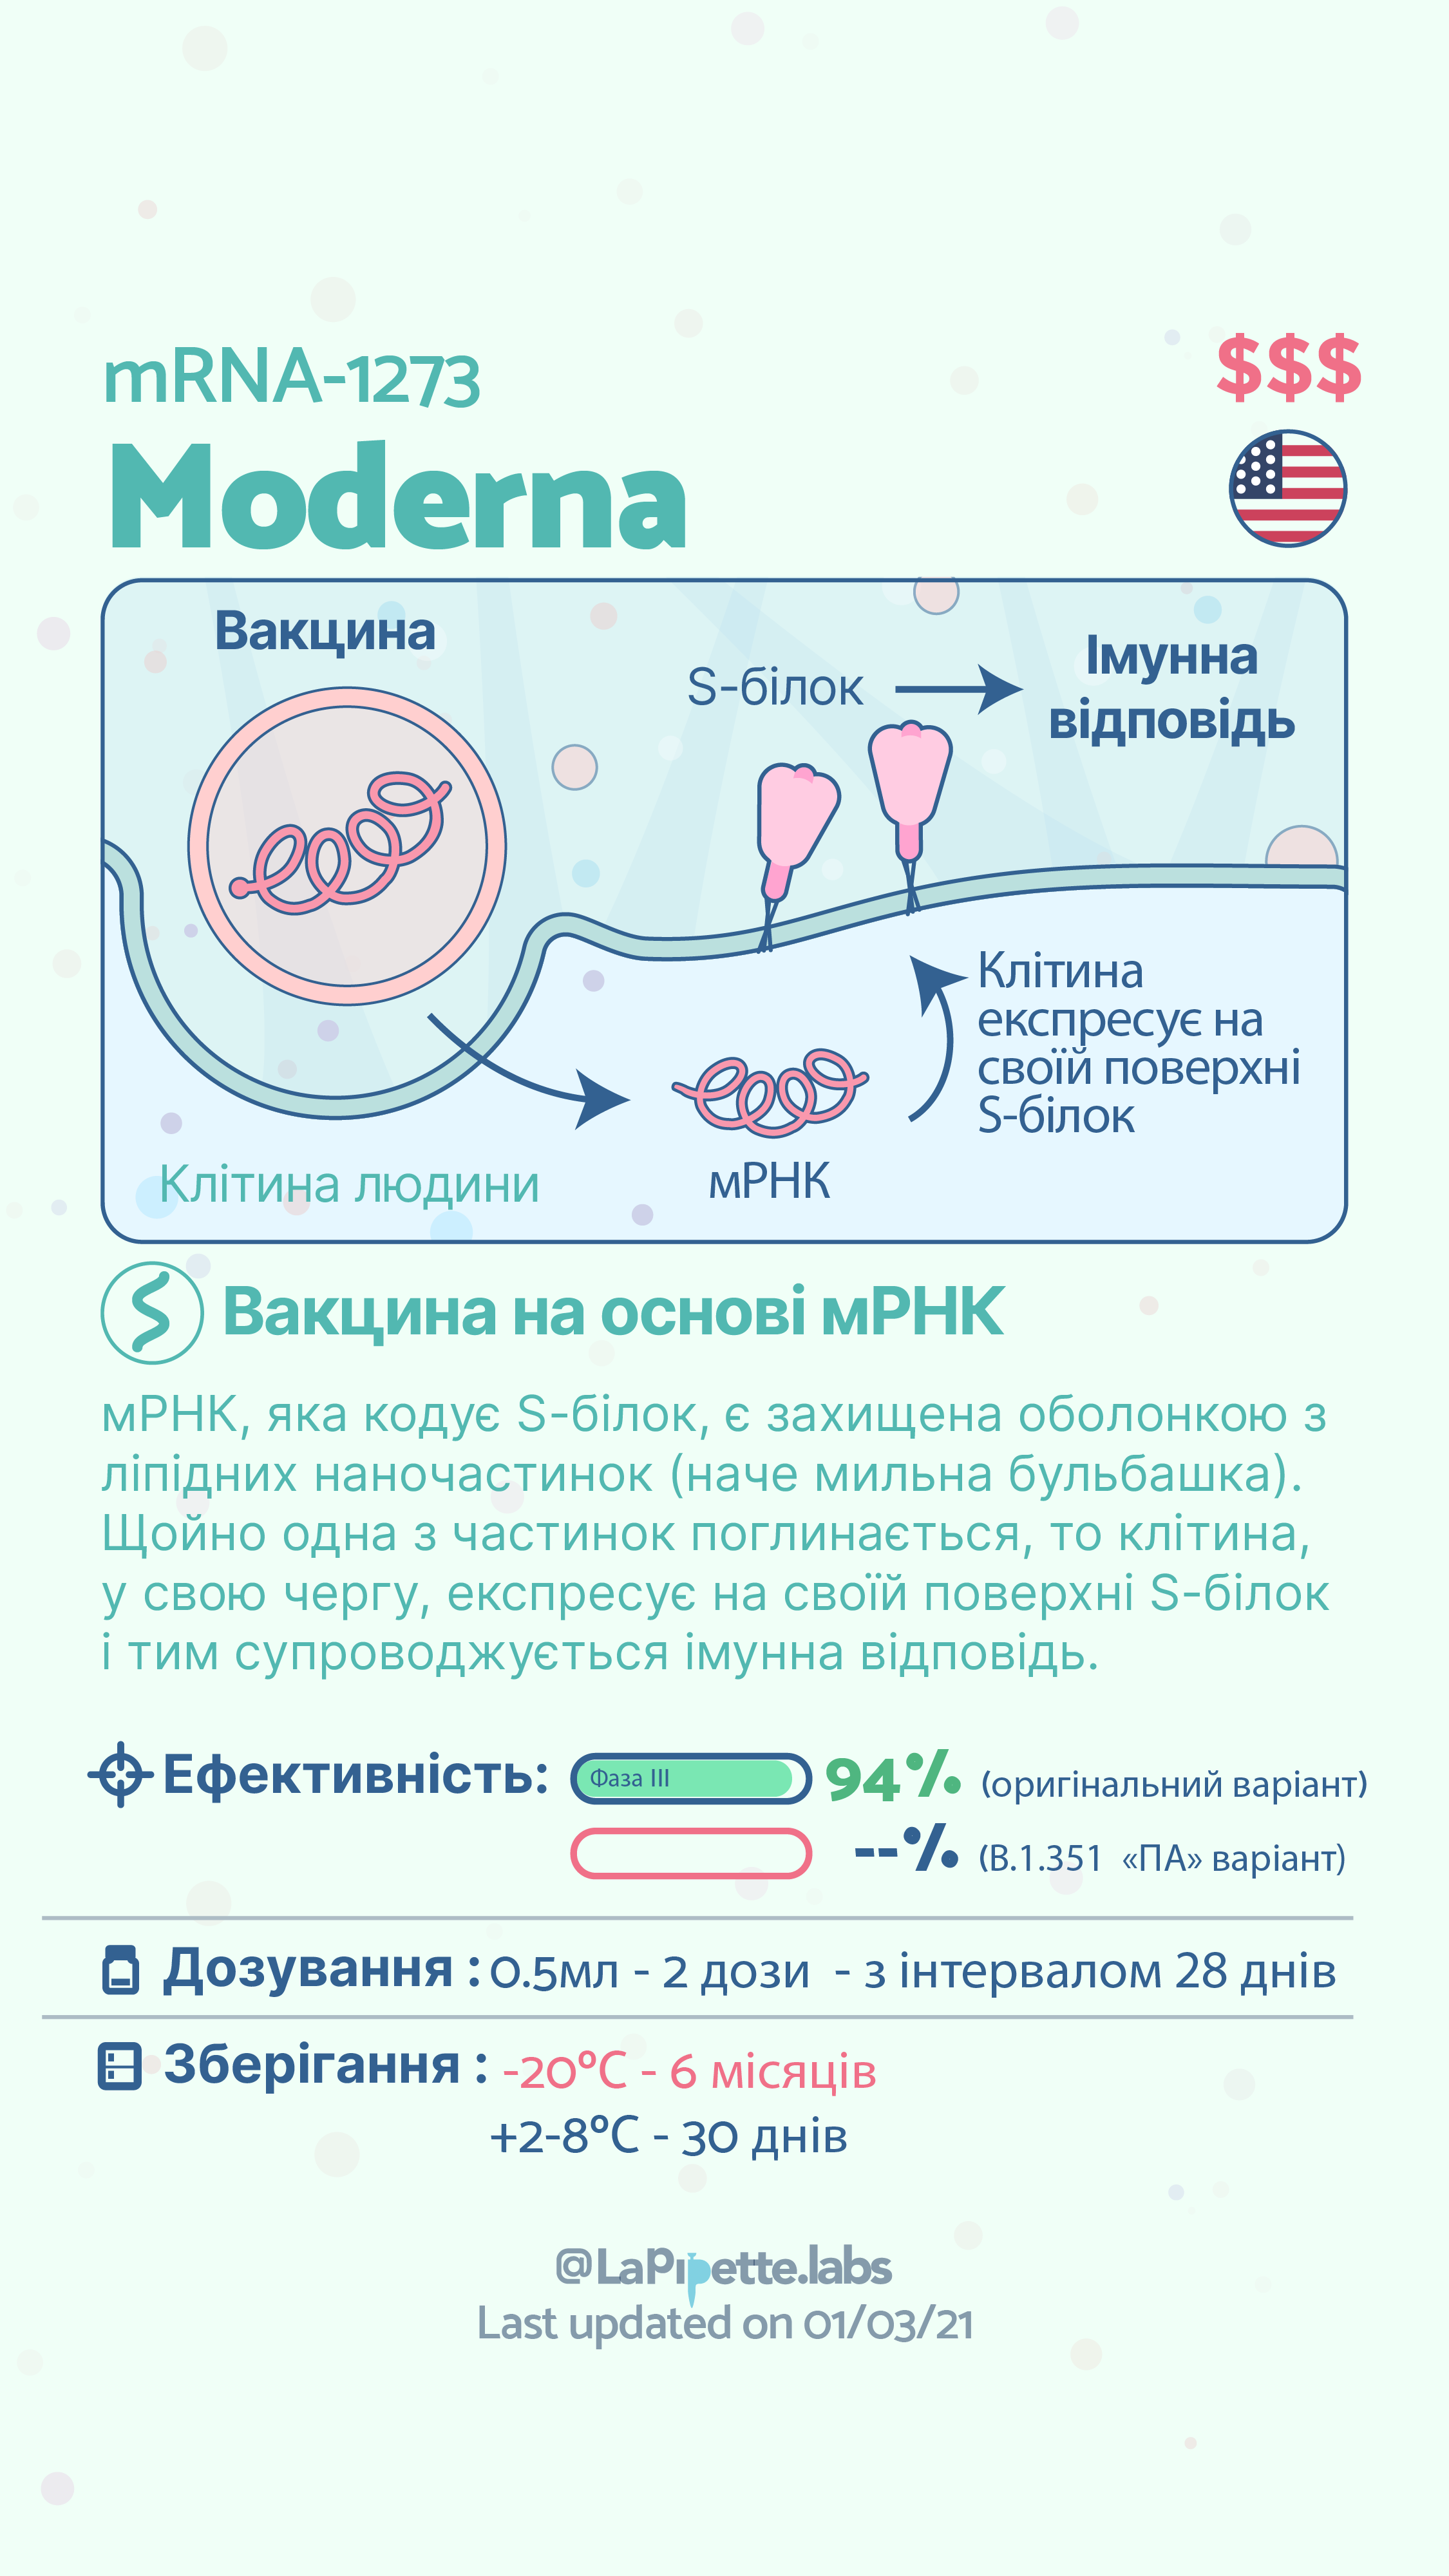 mRNA-1273
$$$
Moderna
Вакцина
S-білок
Імунна
відповідь
Клітина
експресує на
своїй поверхні
S-білок
мРНК
Клітина людини
Вакцина на основі мРНК
мРНК, яка кодує S-білок, є захищена оболонкою з
ліпідних наночастинок (наче мильна бульбашка).
Щойно одна з частинок поглинається, то клітина,
у свою чергу, експресує на своїй поверхні S-білок
і тим супроводжується імунна відповідь.
Ефективність: Фаза III 94% (оригінальний варіант)
--% (B.1.351 «ПА» варіант)
Дозування : 0.5мл - 2 дози - з інтервалом 28 днів
Зберігання : -20°C - 6 місяців
+2-8°C - 30 днів
@LaPipette.labs
Last updated on 01/03/21